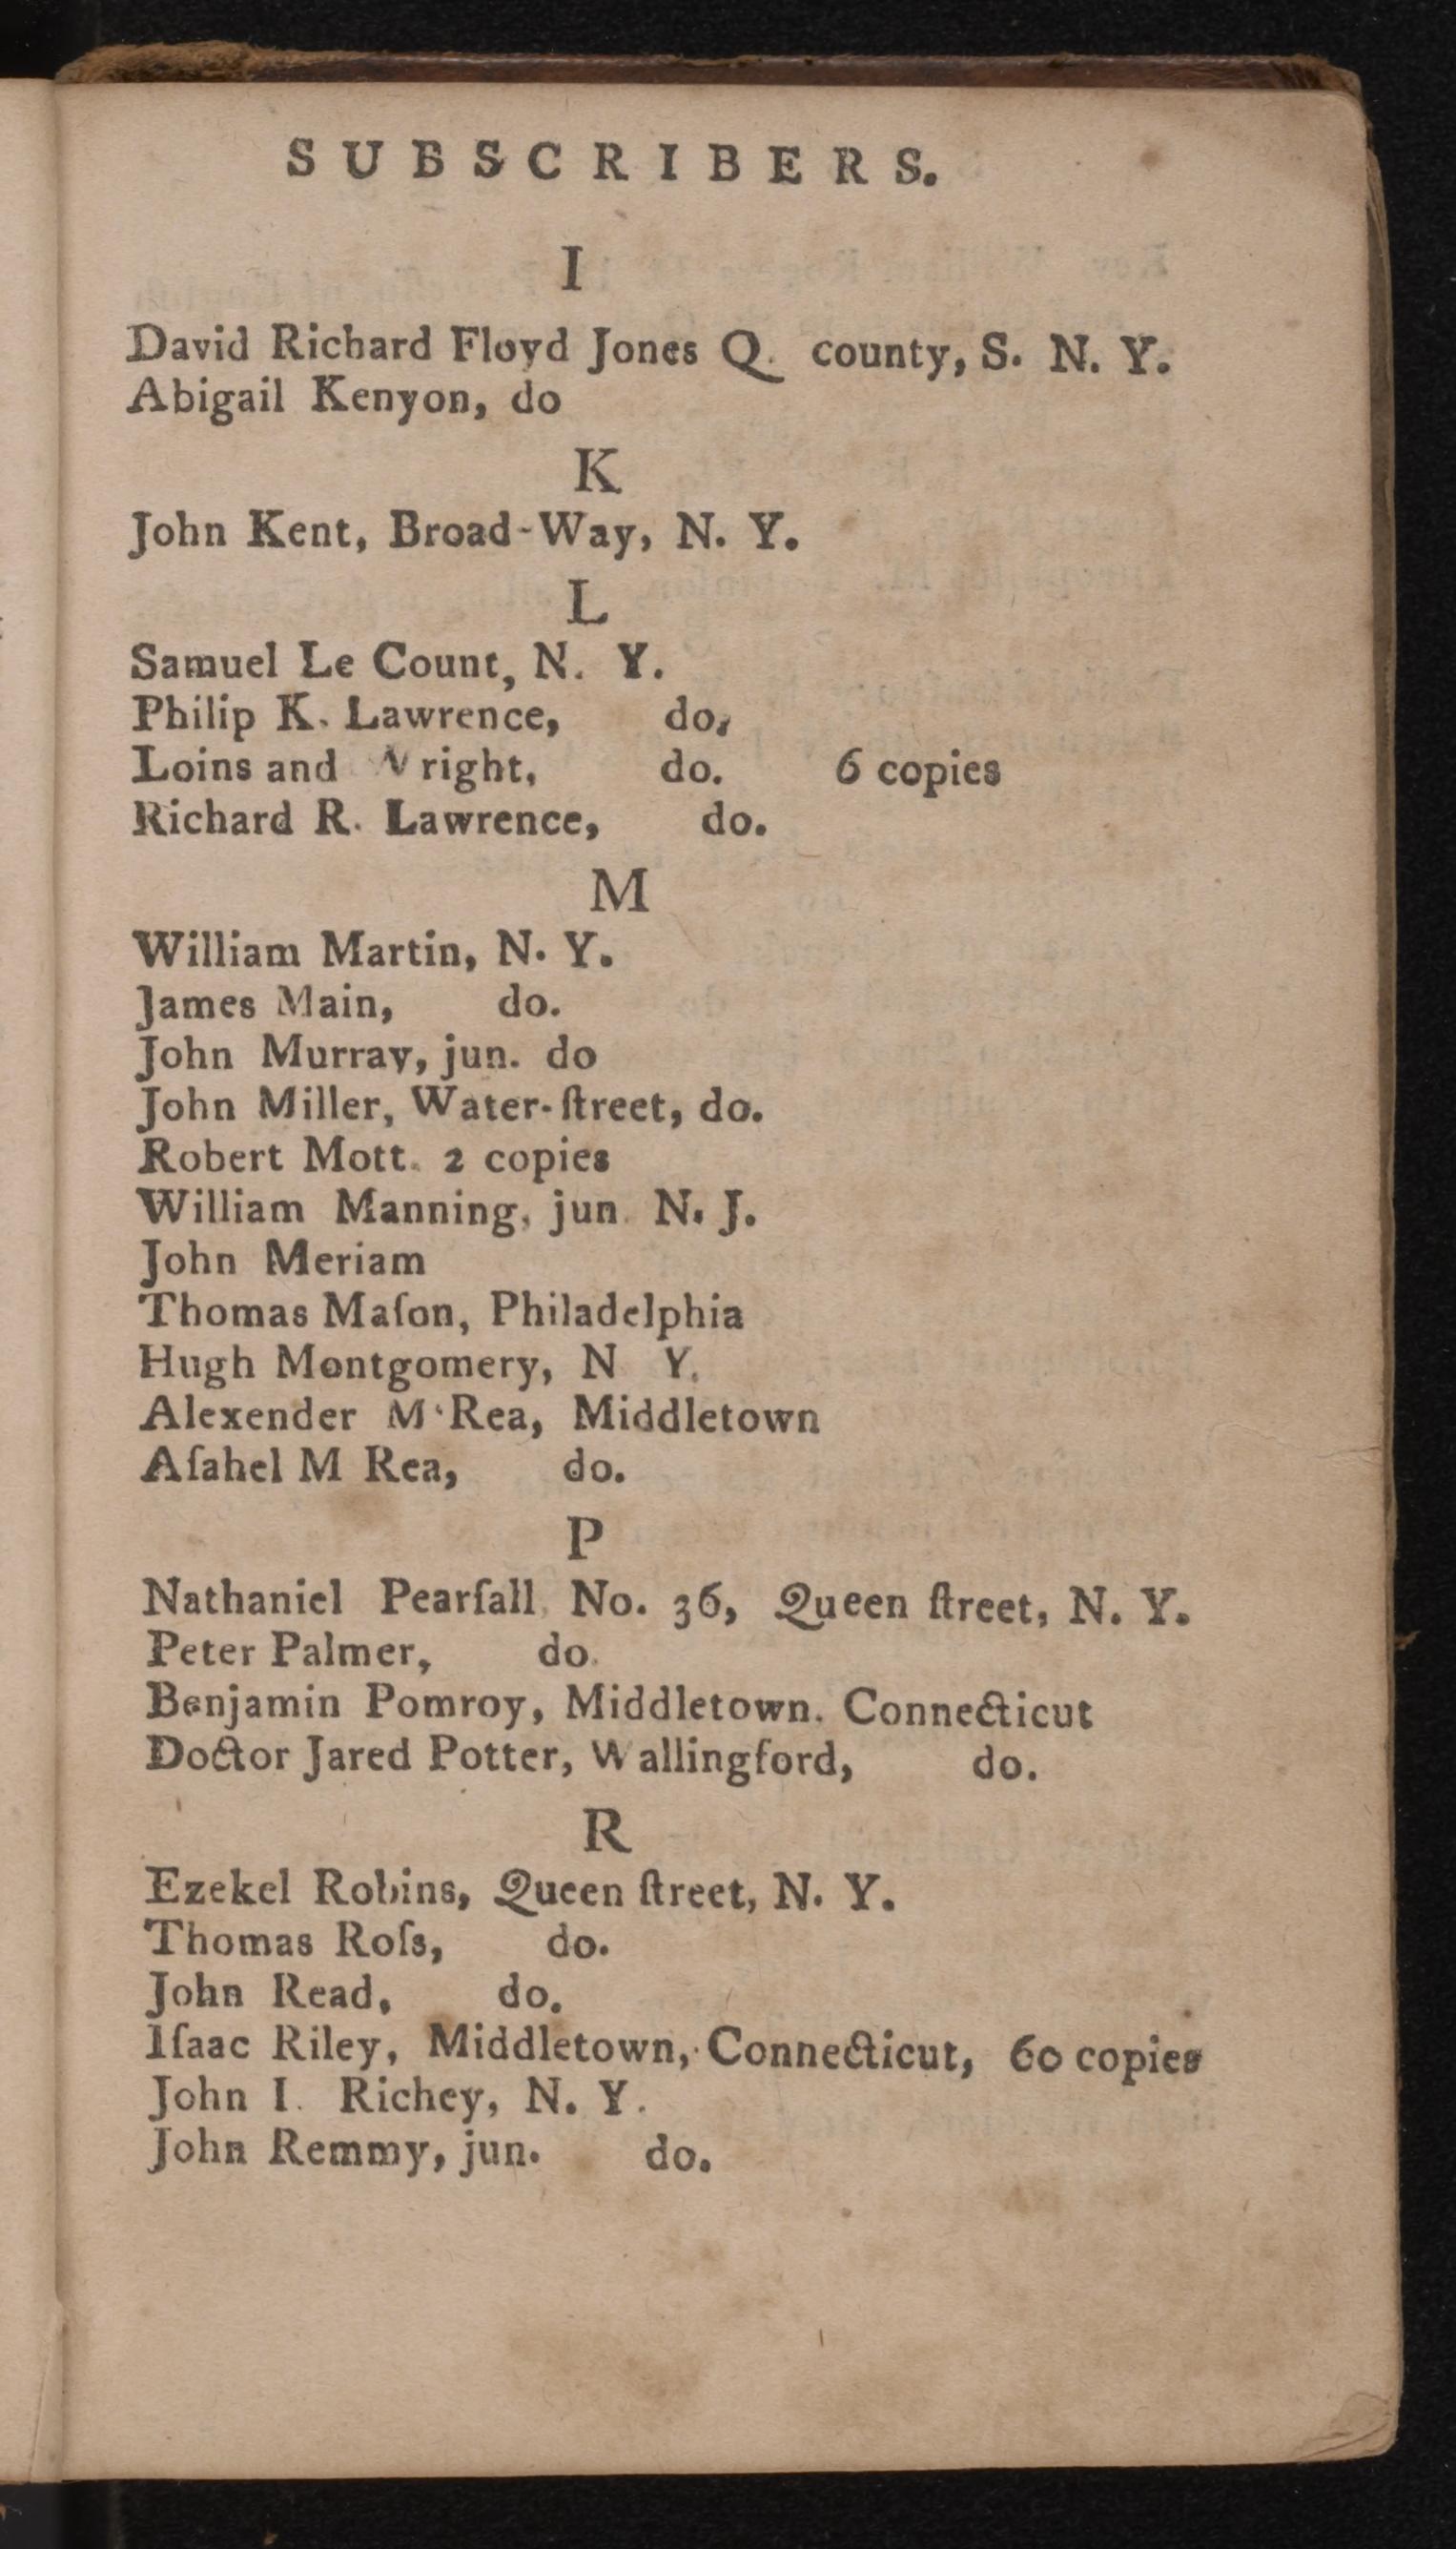 SUBSCRIBERS.
I
David Richard Floyd Jones Q. county, S. N. Y.
Abigail Kenyon, do
K
John Kent, Broad-Way, N. Y.
L
Samuel Le Count, N. Y.
Philip K. Lawrence, do,
Loins and Wright, do. 6 copies
Richard R. Lawrence, do.
M
William Martin, N. Y.
James Main, do.
John Murray, jun. do
John Miller, Water-ſtreet, do.
Robert Mott. 2 copies
William Manning, jun. N. J.
John Meriam
Thomas Maſon, Philadelphia
Hugh Montgomery, N Y.
Alexender M‘Rea, Middletown
Aſahel M Rea, do.
P
Nathaniel Pearſall, No. 36, Queen ſtreet, N. Y.
Peter Palmer, do.
Benjamin Pomroy, Middletown. Connecticut
Doctor Jared Potter, Wallingford, do.
R
Ezekel Robins, Queen ſtreet, N. Y.
Thomas Roſs, do.
John Read, do.
Iſaac Riley, Middletown, Connecticut, 60 copies
John I. Richey, N. Y.
John Remmy, jun. do.